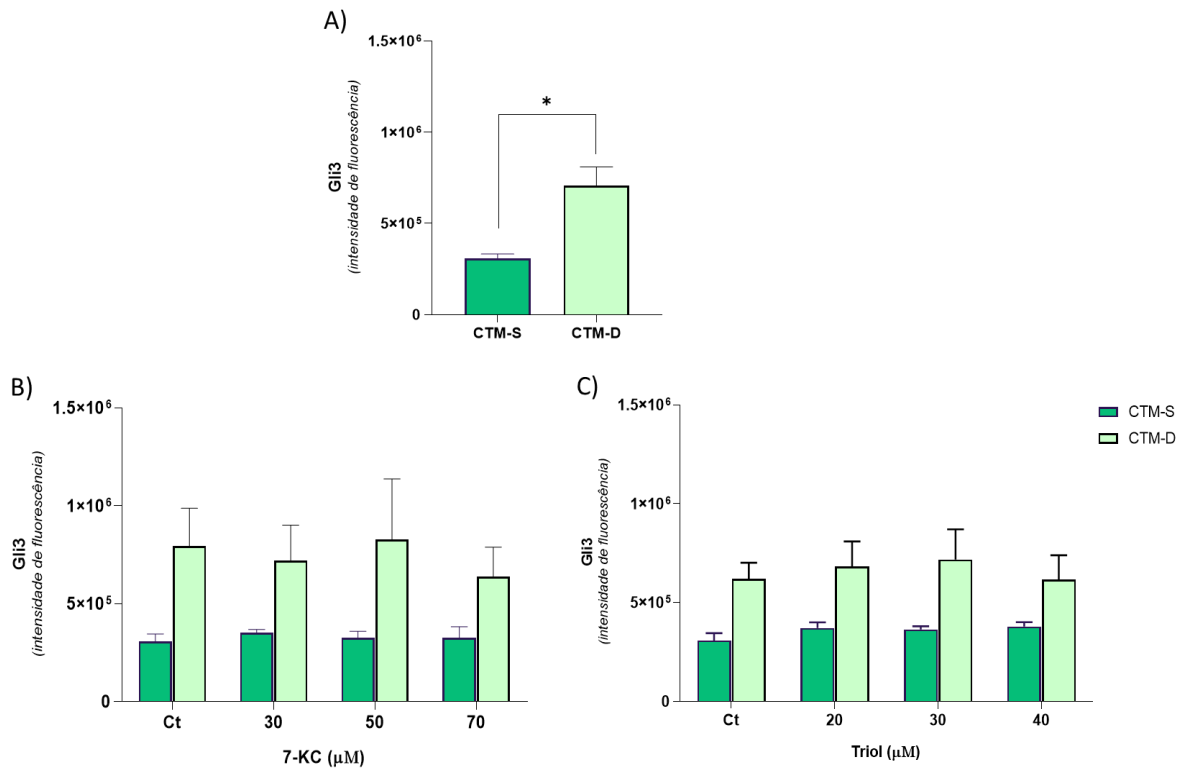 A)
1.5×10⁶
1×10⁶
5×10⁵
0
Gli3
(intensidade de fluorescência)
*
CTM-S
CTM-D
B)
1.5×10⁶
1×10⁶
5×10⁵
0
Gli3
(intensidade de fluorescência)
Ct 30 50 70
7-KC (µM)
C)
1.5×10⁶
1×10⁶
5×10⁵
0
Gli3
(intensidade de fluorescência)
Ct 20 30 40
Triol (µM)
CTM-S
CTM-D